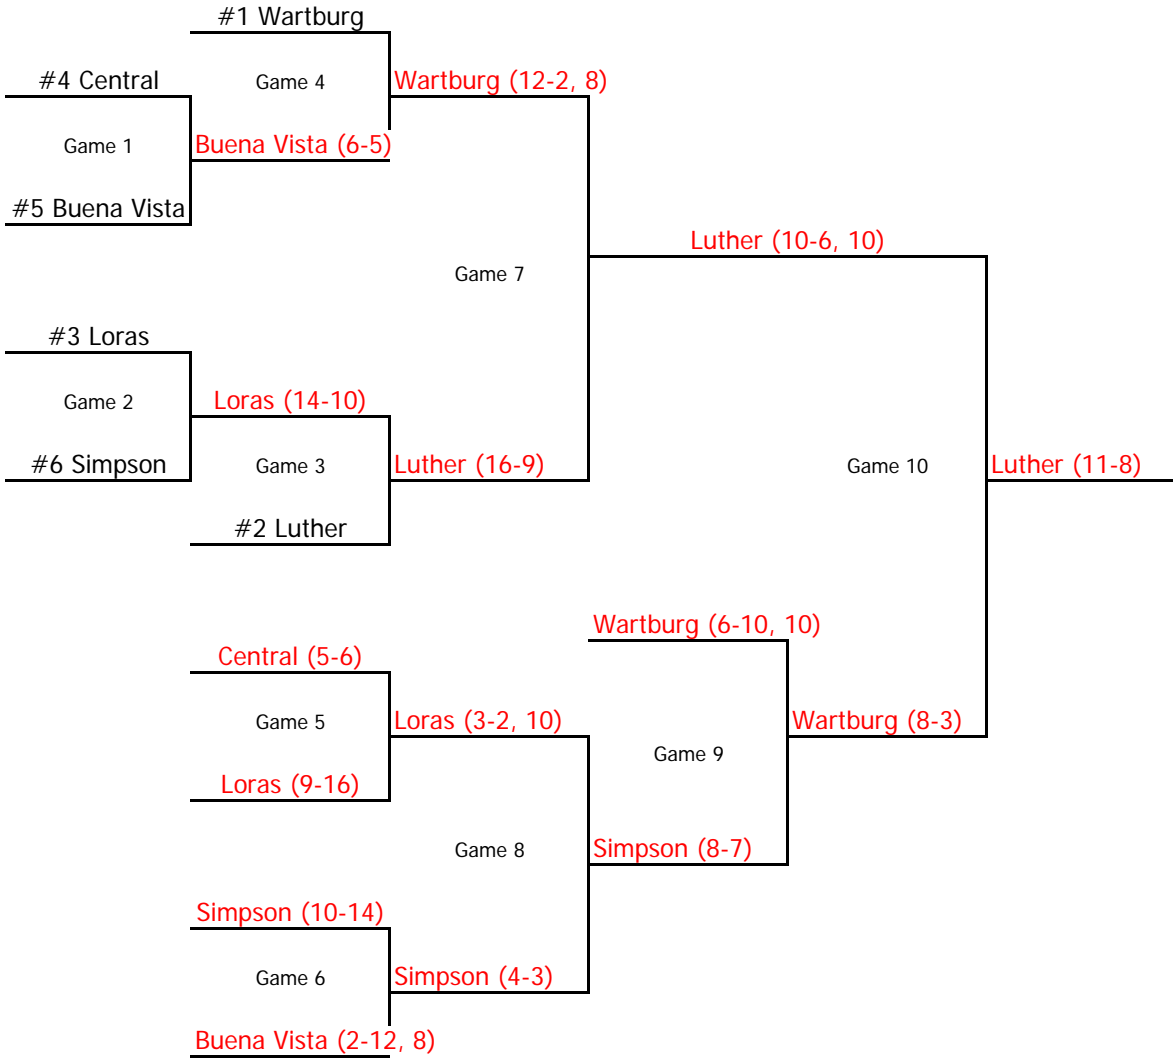 #1 Wartburg
#4 Central
Game 4
Wartburg (12-2, 8)
Game 1
Buena Vista (6-5)
#5 Buena Vista
Luther (10-6, 10)
Game 7
#3 Loras
Game 2
Loras (14-10)
#6 Simpson
Game 3
Luther (16-9)
Game 10
Luther (11-8)
#2 Luther
Wartburg (6-10, 10)
Central (5-6)
Game 5
Loras (3-2, 10)
Wartburg (8-3)
Game 9
Loras (9-16)
Game 8
Simpson (8-7)
Simpson (10-14)
Game 6
Simpson (4-3)
Buena Vista (2-12, 8)